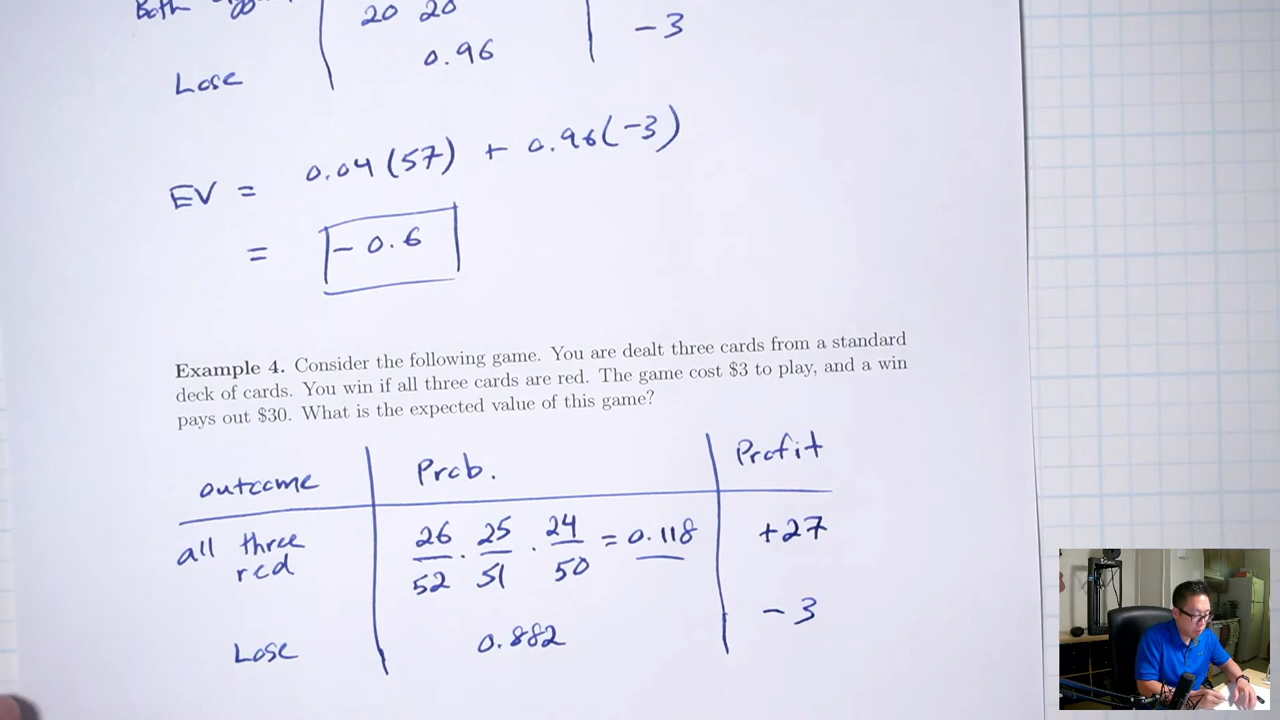 Both
20 20
0.96
-3
Lose
EV = 0.04 (57) + 0.96(-3)
= -0.6
Example 4. Consider the following game. You are dealt three cards from a standard
deck of cards. You win if all three cards are red. The game cost $3 to play, and a win
pays out $30. What is the expected value of this game?
outcome Prob. Profit
all three red 26/52 · 25/51 · 24/50 = 0.118 +27
Lose 0.882 -3